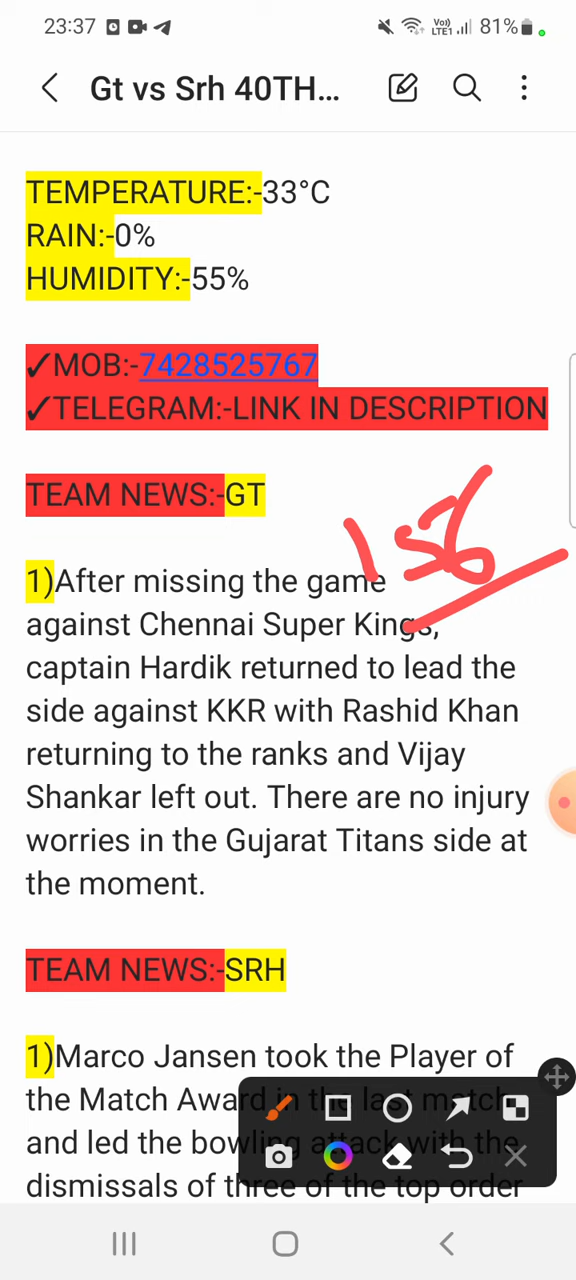 23:37
Vo))
LTE1
81%
Gt vs Srh 40TH...
TEMPERATURE:-33°C
RAIN:-0%
HUMIDITY:-55%
✓MOB:-7428525767
✓TELEGRAM:-LINK IN DESCRIPTION
TEAM NEWS:-GT
156
1)After missing the game
against Chennai Super Kings,
captain Hardik returned to lead the
side against KKR with Rashid Khan
returning to the ranks and Vijay
Shankar left out. There are no injury
worries in the Gujarat Titans side at
the moment.
TEAM NEWS:-SRH
1)Marco Jansen took the Player of
the Match Award in the last match
and led the bowling attack with the
dismissals of three of the top order